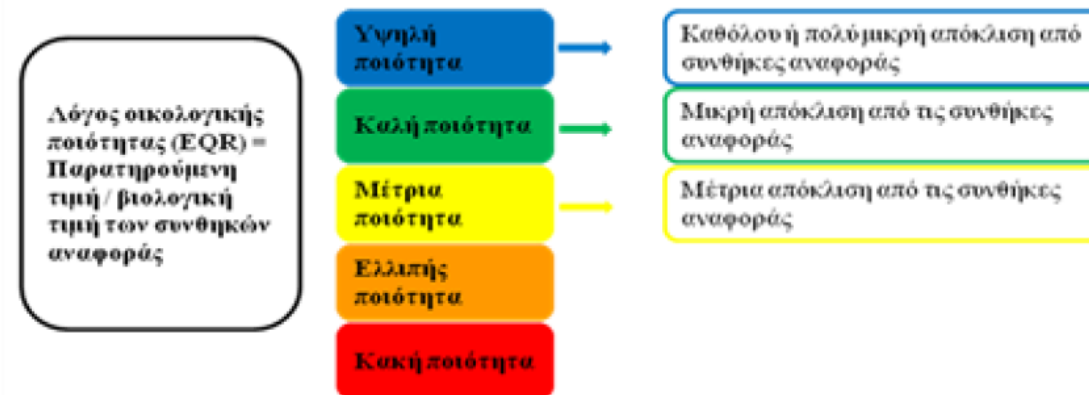 Λόγος οικολογικής
ποιότητας (EQR) =
Παρατηρούμενη
τιμή / βιολογική
τιμή των συνθηκών
αναφοράς
Υψηλή
ποιότητα
Καθόλου ή πολύ μικρή απόκλιση από
συνθήκες αναφοράς
Καλή ποιότητα
Μικρή απόκλιση από τις συνθήκες
αναφοράς
Μέτρια
ποιότητα
Μέτρια απόκλιση από τις συνθήκες
αναφοράς
Ελλιπής
ποιότητα
Κακή ποιότητα